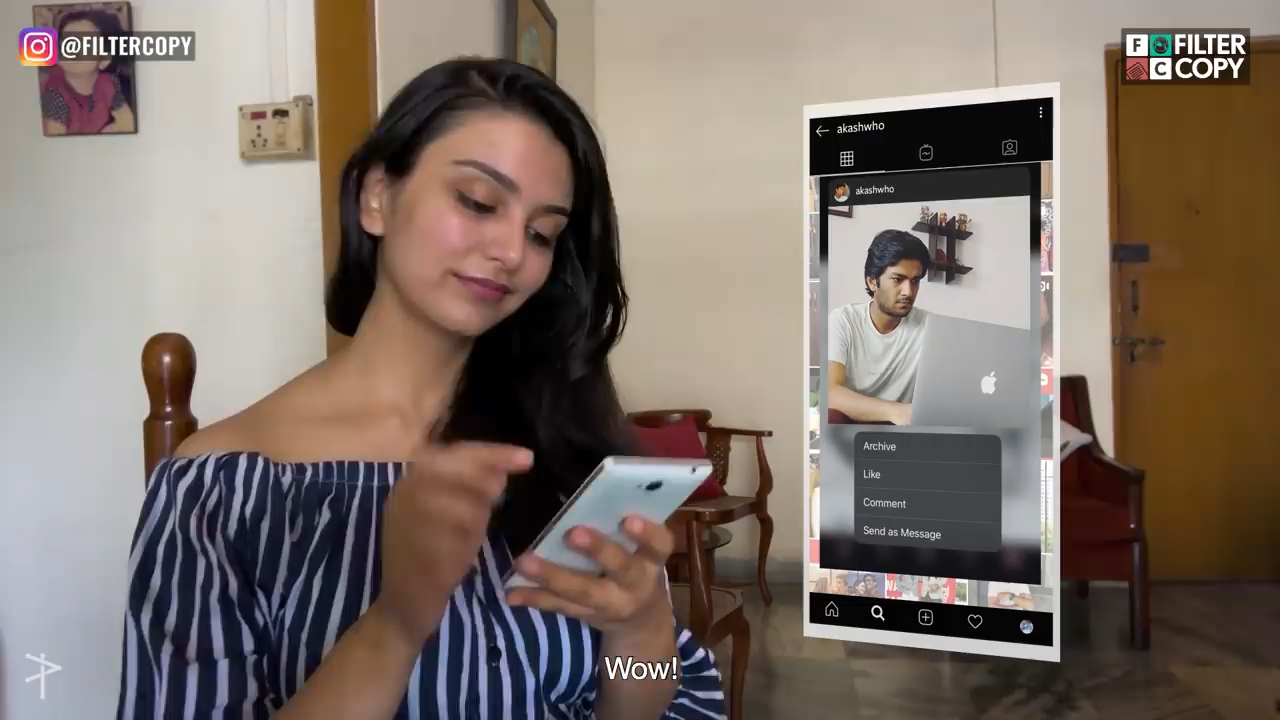 @FILTERCOPY
F
C
FILTER
COPY
akashwho
akashwho
Archive
Like
Comment
Send as Message
Wow!